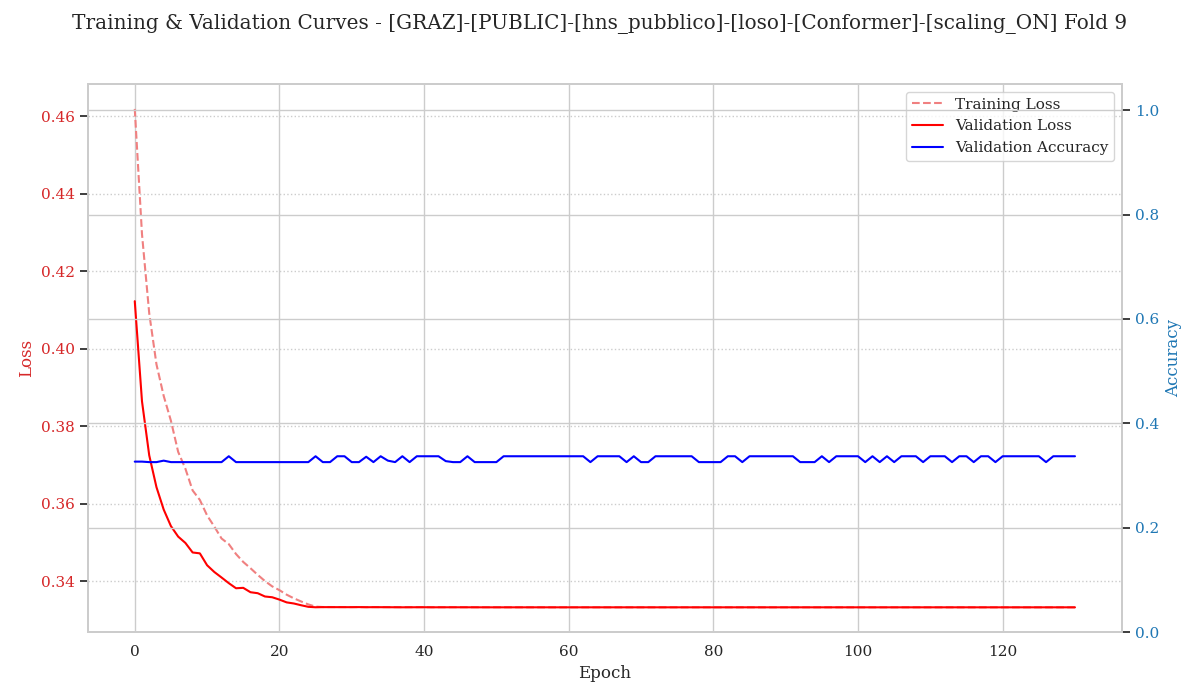 Training & Validation Curves - [GRAZ]-[PUBLIC]-[hns_pubblico]-[loso]-[Conformer]-[scaling_ON] Fold 9
Training Loss
Validation Loss
Validation Accuracy
0.46
0.44
0.42
0.40
0.38
0.36
0.34
Loss
1.0
0.8
0.6
0.4
0.2
0.0
Accuracy
0 20 40 60 80 100 120
Epoch